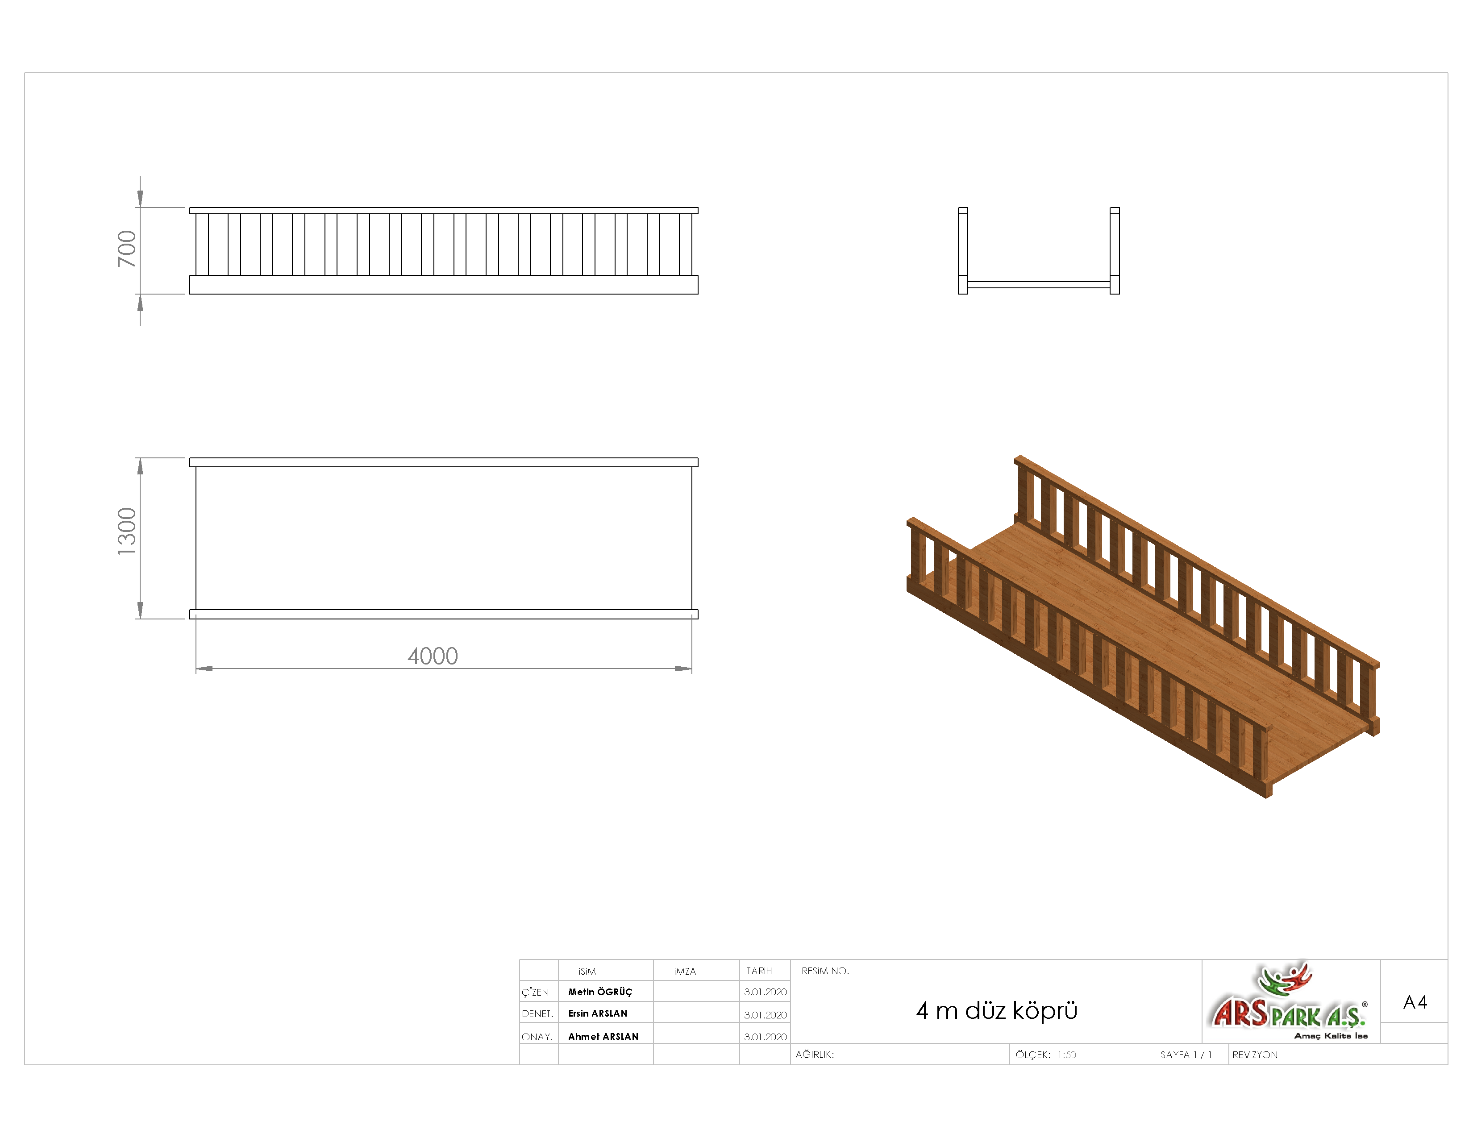 700
1300
4000
İSİM İMZA TARİH RESİM NO.:
ÇİZEN. Metin ÖGRÜÇ 3.01.2020
4 m düz köprü
DENET. Ersin ARSLAN 3.01.2020
ONAY. Ahmet ARSLAN 3.01.2020
ARSPARK A.Ş.®
Amaç Kalite İse
A4
AĞIRLIK: ÖLÇEK: SAYFA 1 / 1 REVİZYON